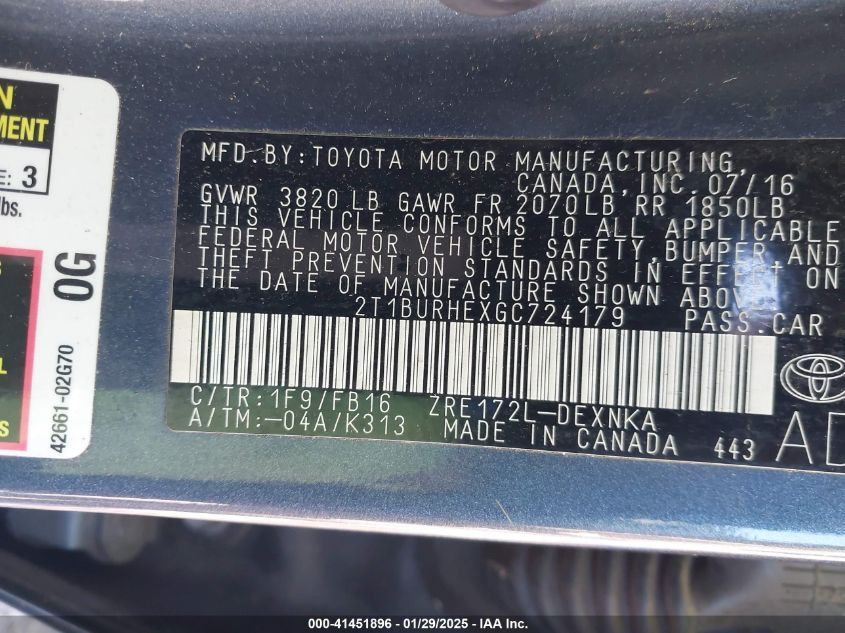 N
MENT
E: 3
lbs.
S
L
S
0G
42661-02G70
MFD.BY:TOYOTA MOTOR MANUFACTURING,
CANADA, INC. 07/16
GVWR 3820 LB GAWR FR 2070LB RR 1850LB
THIS VEHICLE CONFORMS TO ALL APPLICABLE
FEDERAL MOTOR VEHICLE SAFETY, BUMPER, AND
THEFT PREVENTION STANDARDS IN EFFECT ON
THE DATE OF MANUFACTURE SHOWN ABOVE.
2T1BURHEXGC724179 PASS.CAR
C/TR:1F9/FB16 ZRE172L-DEXNKA
A/TM:-04A/K313 MADE IN CANADA 443 AD
000-41451896 | 01/29/2025 - IAA Inc.